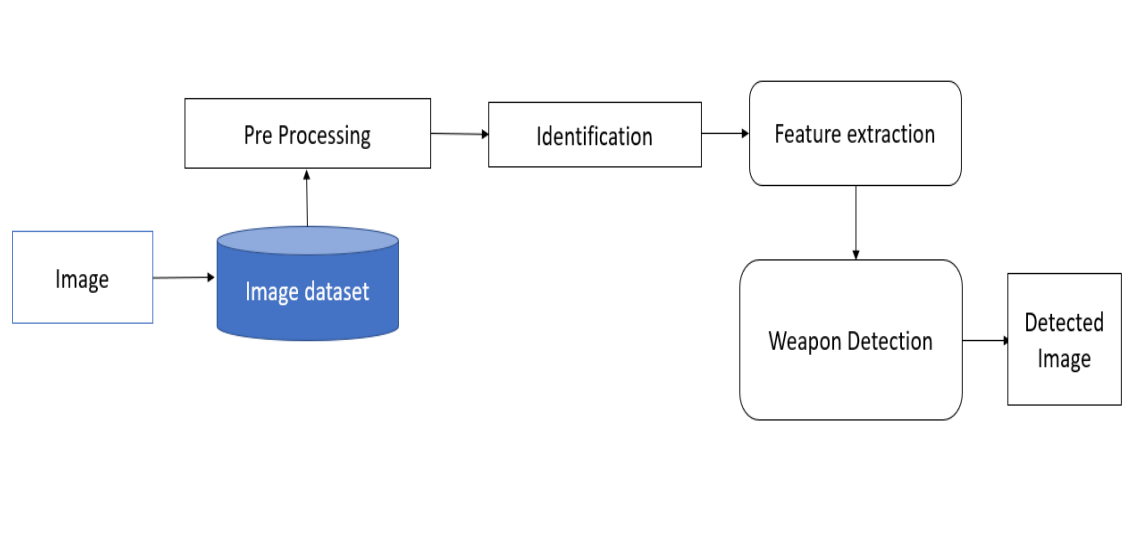 Pre Processing
Identification
Feature extraction
Image
Image dataset
Weapon Detection
Detected
Image